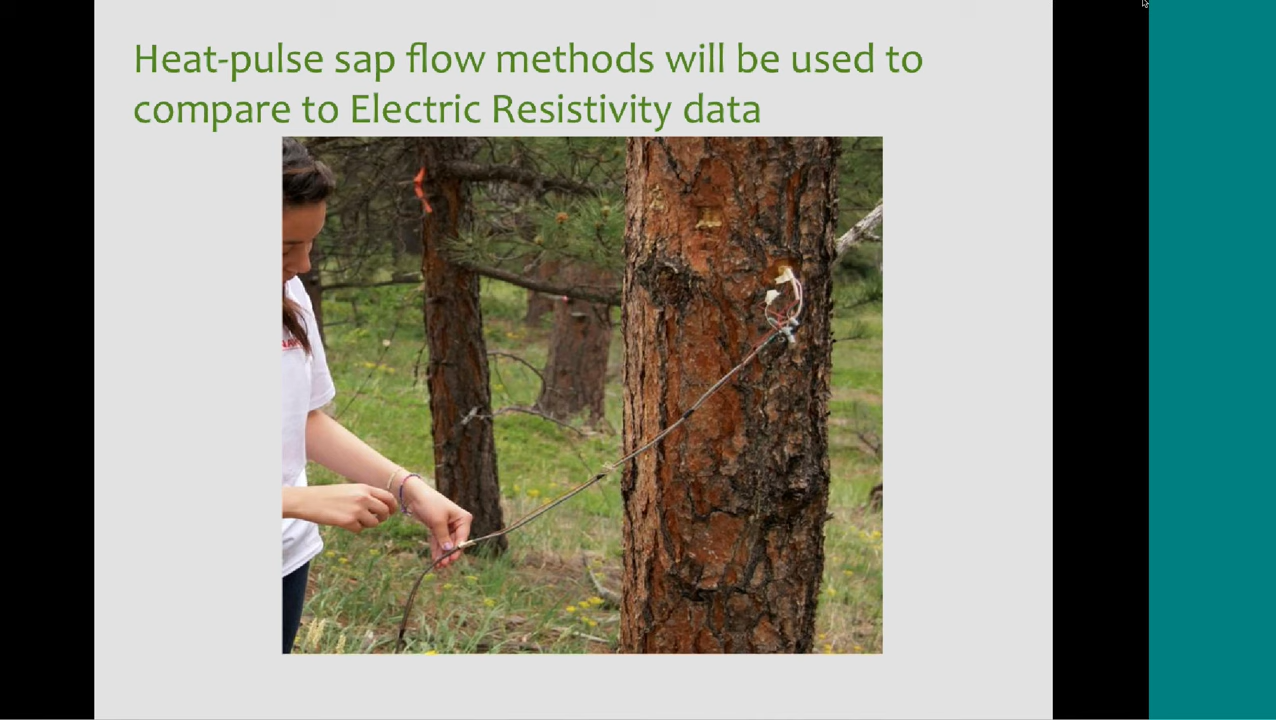 Heat-pulse sap flow methods will be used to
compare to Electric Resistivity data